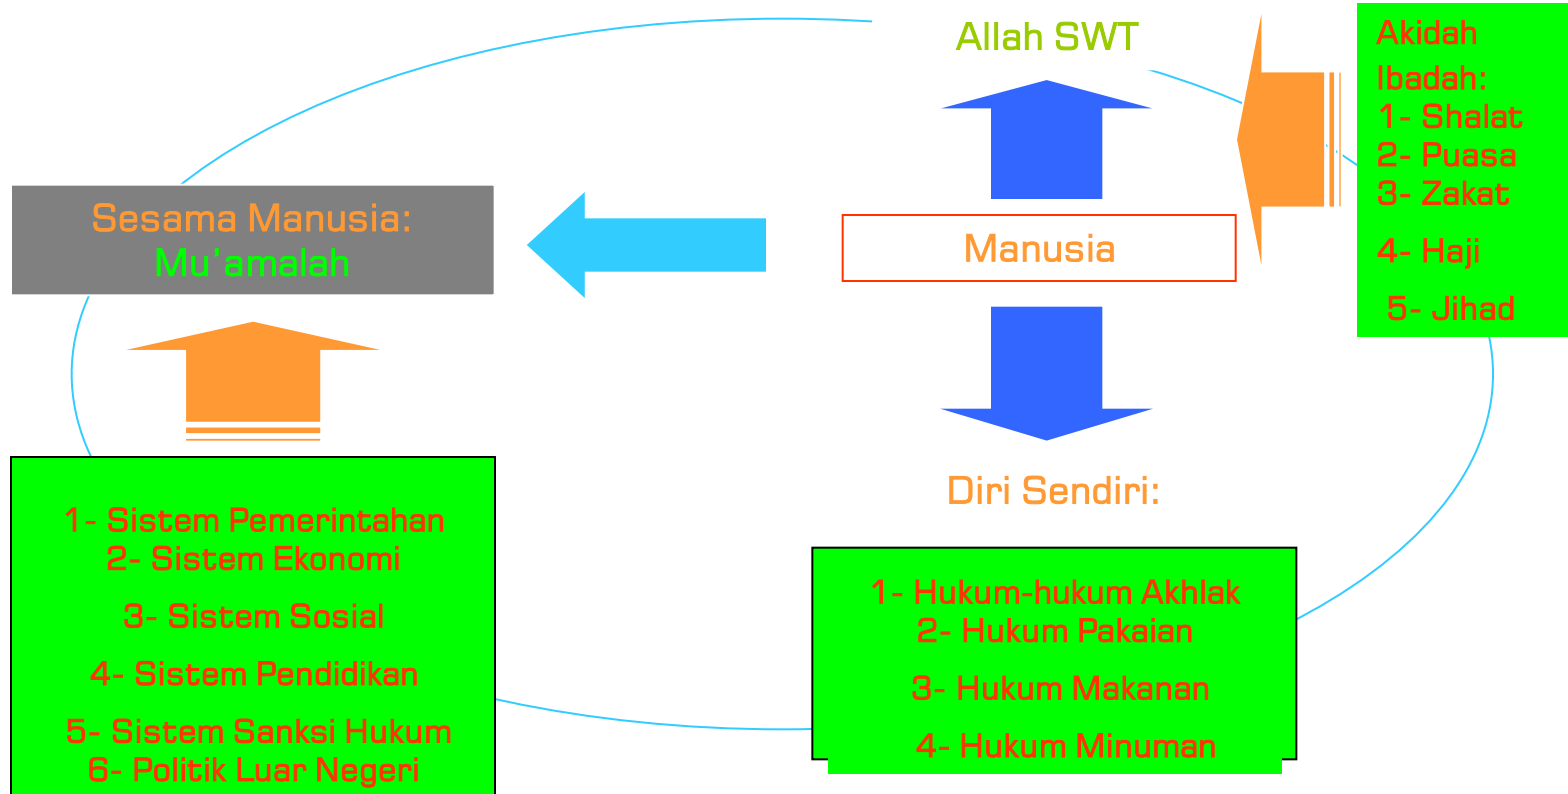 Allah SWT
Akidah
Ibadah:
1- Shalat
2- Puasa
3- Zakat
4- Haji
5- Jihad
Sesama Manusia:
Mu'amalah
Manusia
Diri Sendiri:
1- Sistem Pemerintahan
2- Sistem Ekonomi
3- Sistem Sosial
4- Sistem Pendidikan
5- Sistem Sanksi Hukum
6- Politik Luar Negeri
1- Hukum-hukum Akhlak
2- Hukum Pakaian
3- Hukum Makanan
4- Hukum Minuman